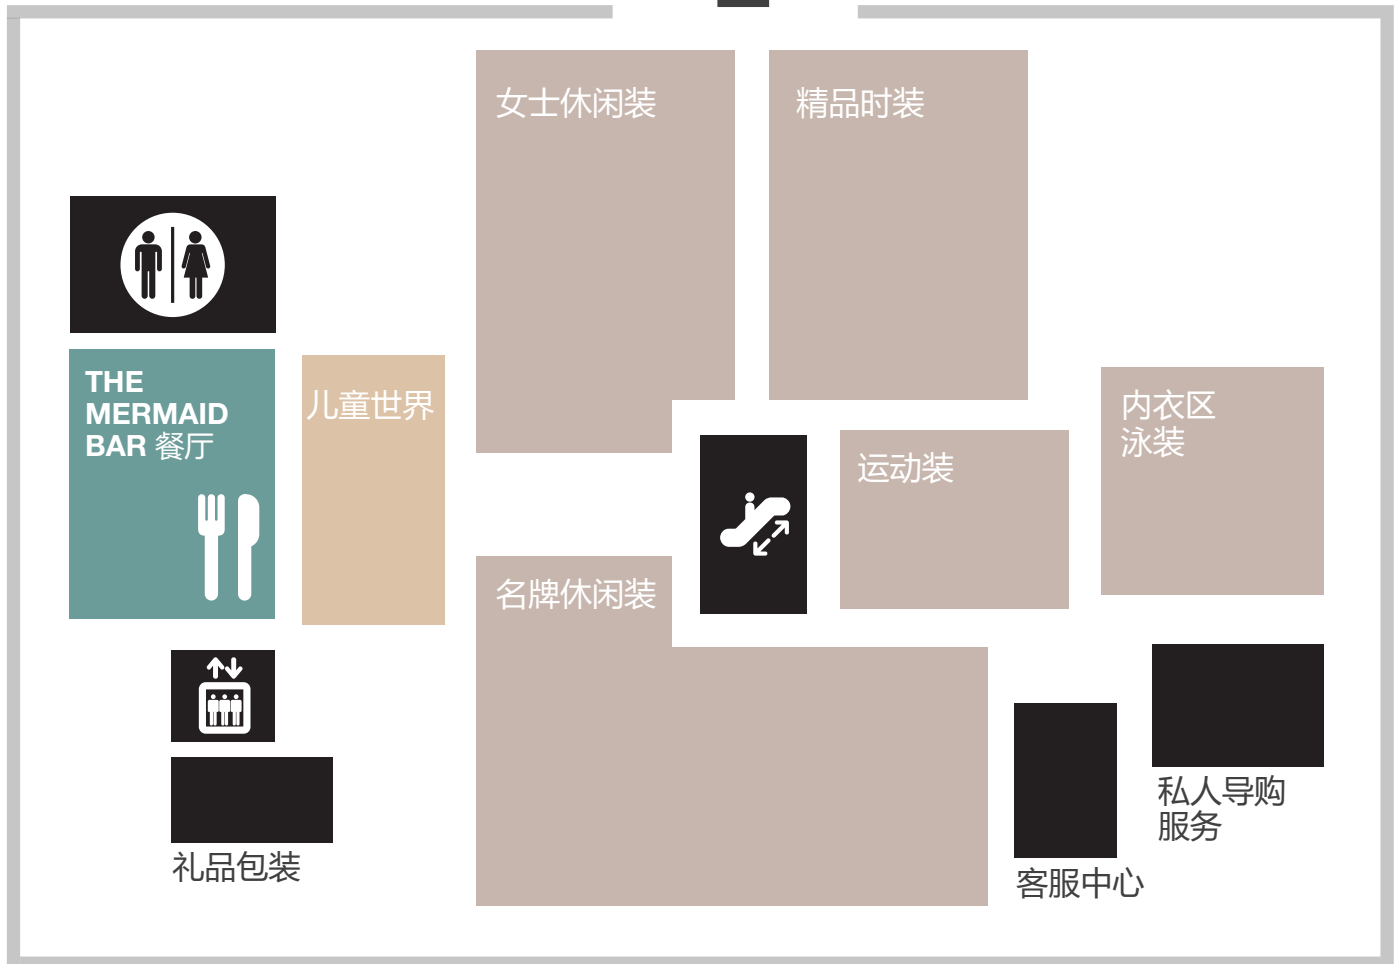 女士休闲装
精品时装
THE
MERMAID
BAR 餐厅
儿童世界
内衣区
泳装
运动装
名牌休闲装
私人导购
服务
礼品包装
客服中心